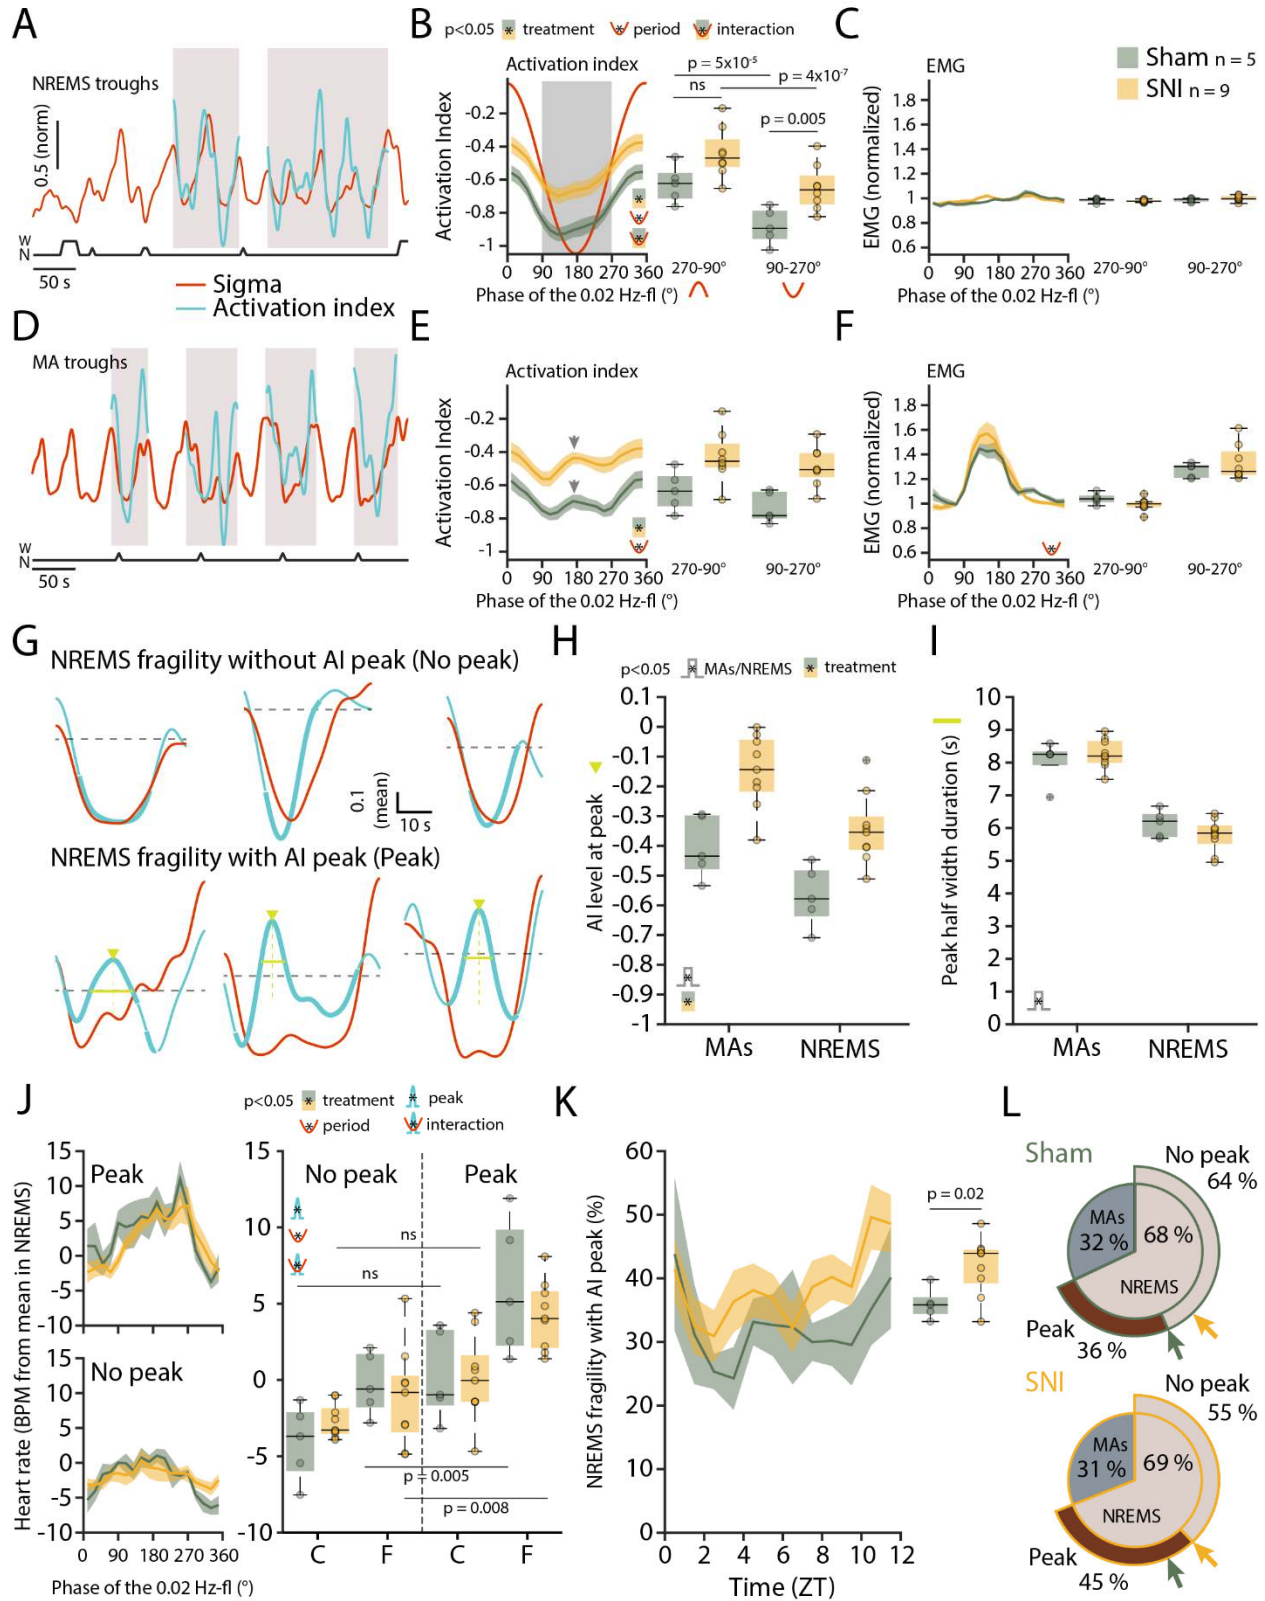 A
NREMS troughs
0.5 (norm)
W
N
50 s
Sigma
Activation index
B
p<0.05 * treatment * period * interaction
Activation index
p = 5x10-5
ns
p = 4x10-7
p = 0.005
Activation Index
-0.2
-0.4
-0.6
-0.8
-1
*
*
*
0 90 180 270 360
270-90° 90-270°
Phase of the 0.02 Hz-fl (°)
C
Sham n = 5
SNI n = 9
EMG
EMG (normalized)
1.8
1.6
1.4
1.2
1
0.8
0.6
0 90 180 270 360
270-90° 90-270°
Phase of the 0.02 Hz-fl (°)
D
MA troughs
W
N
50 s
E
Activation index
Activation Index
-0.2
-0.4
-0.6
-0.8
-1
*
*
0 90 180 270 360
270-90° 90-270°
Phase of the 0.02 Hz-fl (°)
F
EMG
EMG (normalized)
1.8
1.6
1.4
1.2
1
0.8
0.6
*
0 90 180 270 360
270-90° 90-270°
Phase of the 0.02 Hz-fl (°)
G
NREMS fragility without AI peak (No peak)
0.1
(mean)
10 s
NREMS fragility with AI peak (Peak)
H
p<0.05 * MAs/NREMS * treatment
AI level at peak
0.1
0
-0.1
-0.2
-0.3
-0.4
-0.5
-0.6
-0.7
-0.8
-0.9
-1
*
*
MAs NREMS
I
Peak half width duration (s)
10
9
8
7
6
5
4
3
2
1
0
*
MAs NREMS
J
p<0.05 * treatment * peak
* period * interaction
Heart rate (BPM from mean in NREMS)
15
10
5
0
-5
-10
Peak
15
10
5
0
-5
-10
No peak
0 90 180 270 360
Phase of the 0.02 Hz-fl (°)
15
10
5
0
-5
-10
No peak Peak
*
*
*
ns
ns
p = 0.005
p = 0.008
C F C F
K
NREMS fragility with AI peak (%)
60
50
40
30
20
10
0
p = 0.02
0 2 4 6 8 10 12
Time (ZT)
L
Sham
No peak
64 %
MAs
32 %
68 %
NREMS
Peak
36 %
SNI
No peak
55 %
MAs
31 %
69 %
NREMS
Peak
45 %